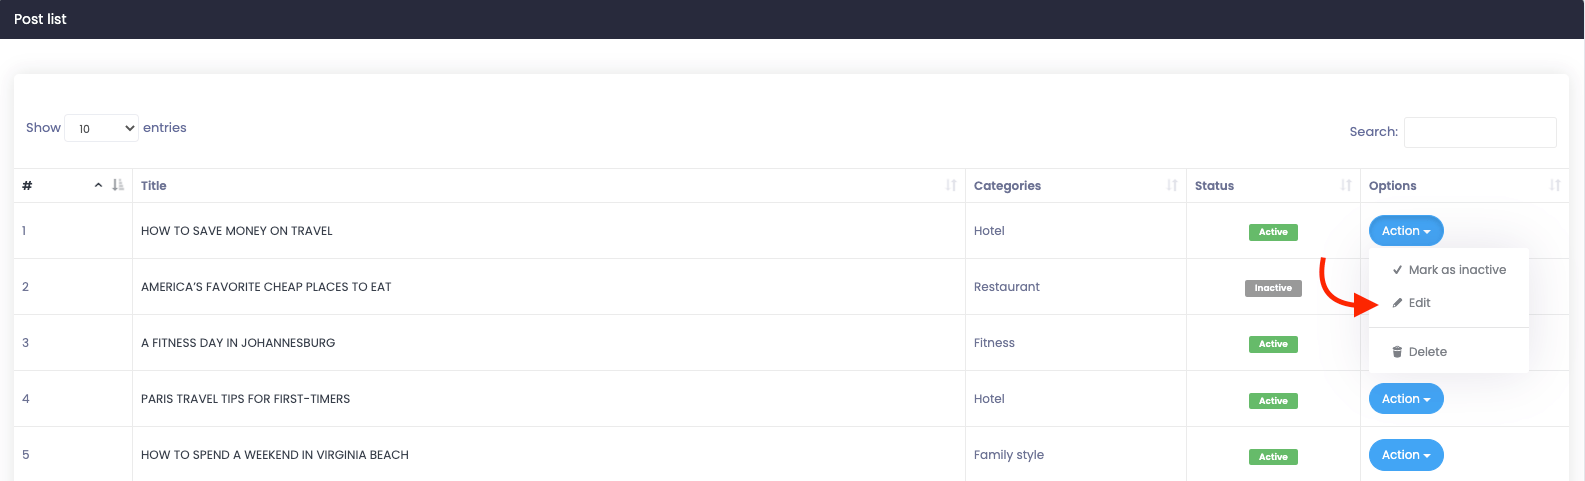 Post list
Show 10 entries
Search:
# Title Categories Status Options
1 HOW TO SAVE MONEY ON TRAVEL Hotel Active Action
Mark as inactive
2 AMERICA'S FAVORITE CHEAP PLACES TO EAT Restaurant Inactive
Edit
3 A FITNESS DAY IN JOHANNESBURG Fitness Active
Delete
4 PARIS TRAVEL TIPS FOR FIRST-TIMERS Hotel Active Action
5 HOW TO SPEND A WEEKEND IN VIRGINIA BEACH Family style Active Action